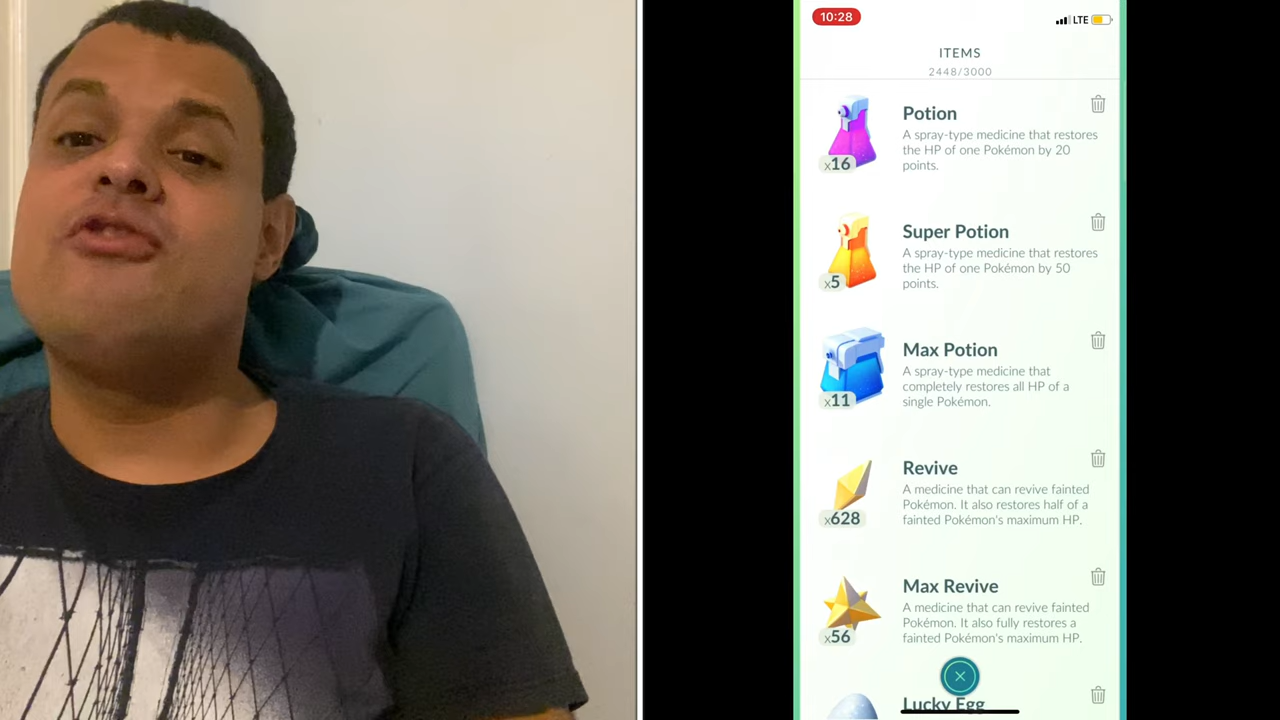 10:28
LTE
ITEMS
2448/3000
Potion
A spray-type medicine that restores
the HP of one Pokémon by 20
points.
x16
Super Potion
A spray-type medicine that restores
the HP of one Pokémon by 50
points.
x5
Max Potion
A spray-type medicine that
completely restores all HP of a
single Pokémon.
x11
Revive
A medicine that can revive fainted
Pokémon. It also restores half of a
fainted Pokémon's maximum HP.
x628
Max Revive
A medicine that can revive fainted
Pokémon. It also fully restores a
fainted Pokémon's maximum HP.
x56
Lucky Egg